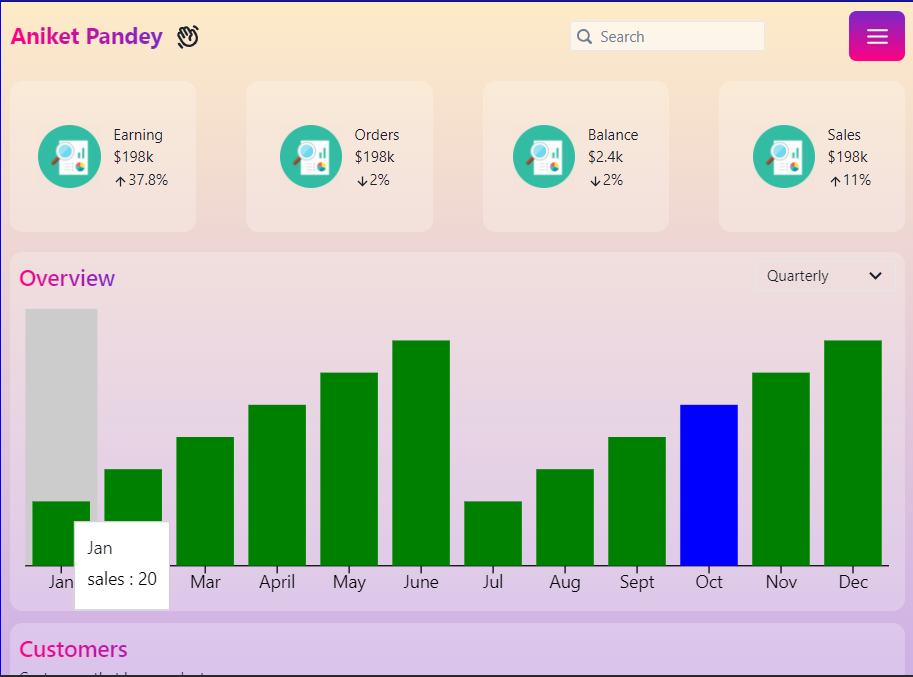 Aniket Pandey
Search
Earning
$198k
37.8%
Orders
$198k
2%
Balance
$2.4k
2%
Sales
$198k
11%
Overview
Quarterly
Jan
sales : 20
Jan Mar April May June Jul Aug Sept Oct Nov Dec
Customers